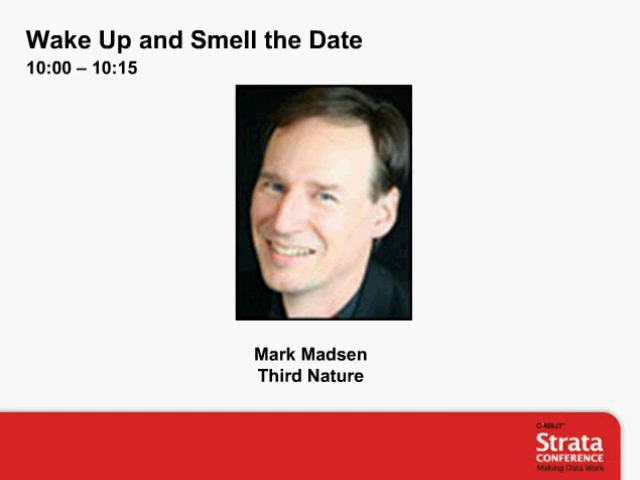 Wake Up and Smell the Date
10:00 – 10:15
Mark Madsen
Third Nature
O'REILLY
Strata
CONFERENCE
Making Data Work